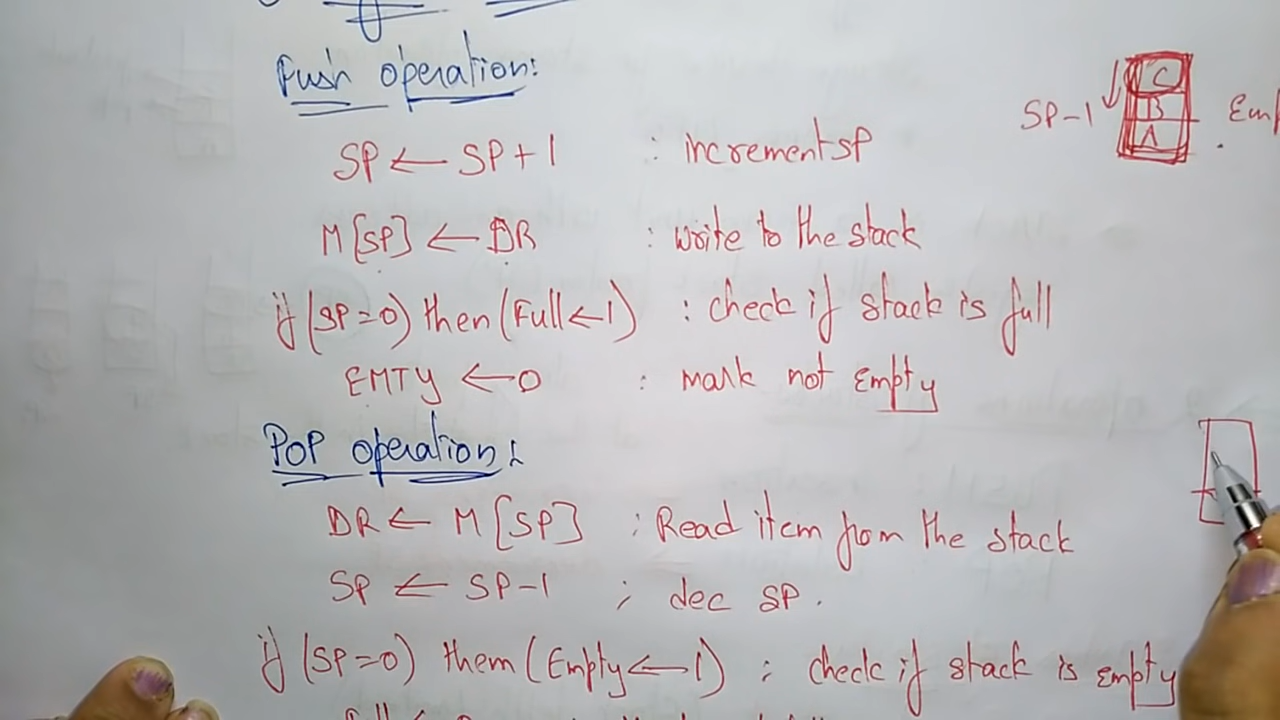 Push operation:
SP ← SP + 1 : increment SP
M[SP] ← DR : write to the stack
if (SP=0) then (Full ← 1) : check if stack is full
EMTY ← 0 : mark not Empty
POP operation:
DR ← M[SP] : Read item from the stack
SP ← SP-1 ; dec SP.
if (SP=0) them (Empty ← 1) : check if stack is empty
C
SP-1 B
A